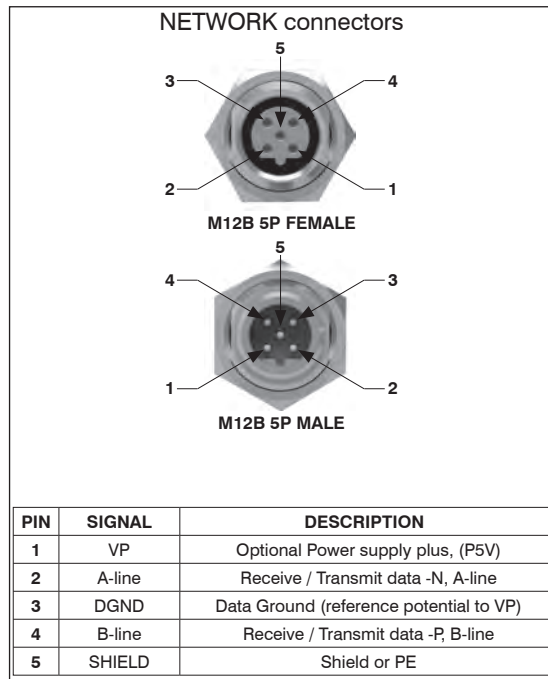 NETWORK connectors
5
3 4
2 1
M12B 5P FEMALE
5
4 3
1 2
M12B 5P MALE
PIN SIGNAL DESCRIPTION
1 VP Optional Power supply plus, (P5V)
2 A-line Receive / Transmit data -N, A-line
3 DGND Data Ground (reference potential to VP)
4 B-line Receive / Transmit data -P, B-line
5 SHIELD Shield or PE